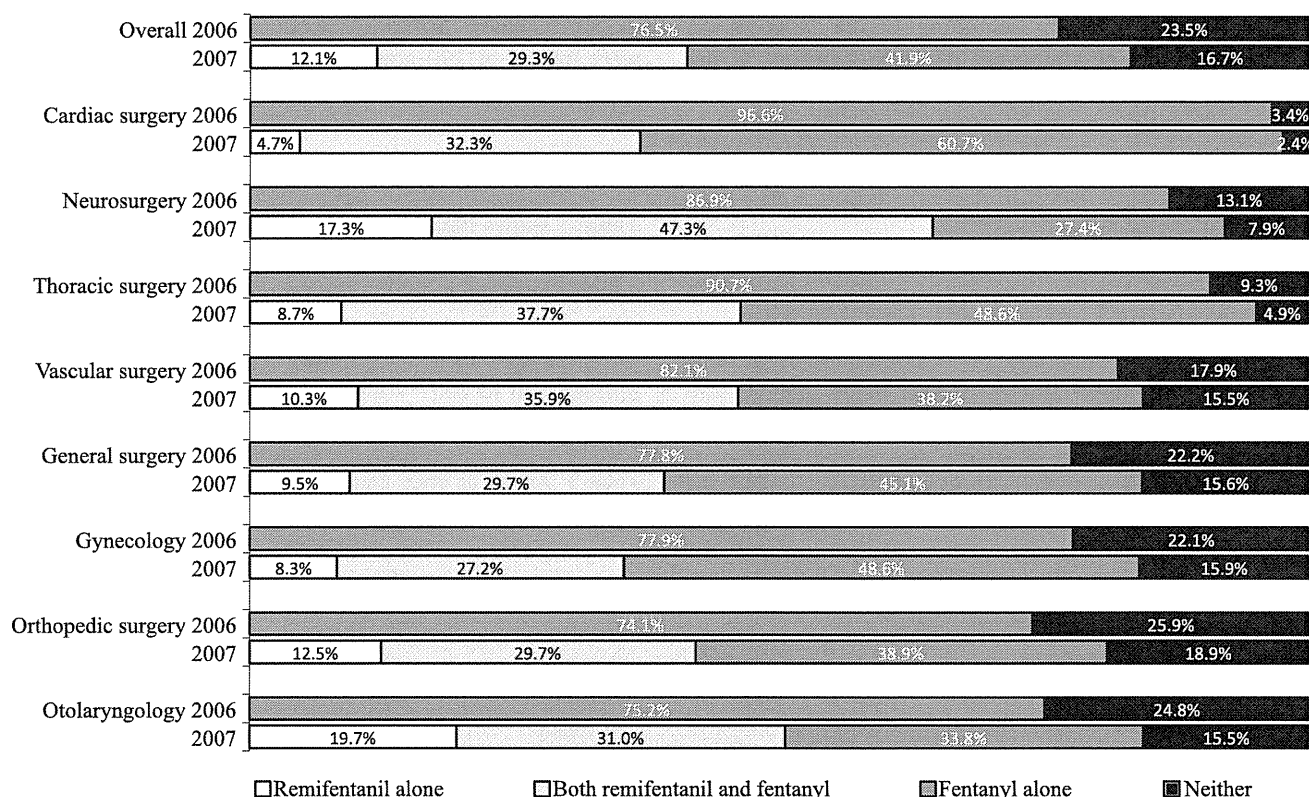 Overall 2006 76.5% 23.5%
2007 12.1% 29.3% 41.9% 16.7%
Cardiac surgery 2006 96.6% 3.4%
2007 4.7% 32.3% 60.7% 2.4%
Neurosurgery 2006 86.9% 13.1%
2007 17.3% 47.3% 27.4% 7.9%
Thoracic surgery 2006 90.7% 9.3%
2007 8.7% 37.7% 48.6% 4.9%
Vascular surgery 2006 82.1% 17.9%
2007 10.3% 35.9% 38.2% 15.5%
General surgery 2006 77.8% 22.2%
2007 9.5% 29.7% 45.1% 15.6%
Gynecology 2006 77.9% 22.1%
2007 8.3% 27.2% 48.6% 15.9%
Orthopedic surgery 2006 74.1% 25.9%
2007 12.5% 29.7% 38.9% 18.9%
Otolaryngology 2006 75.2% 24.8%
2007 19.7% 31.0% 33.8% 15.5%
Remifentanil alone Both remifentanil and fentanyl Fentanyl alone Neither